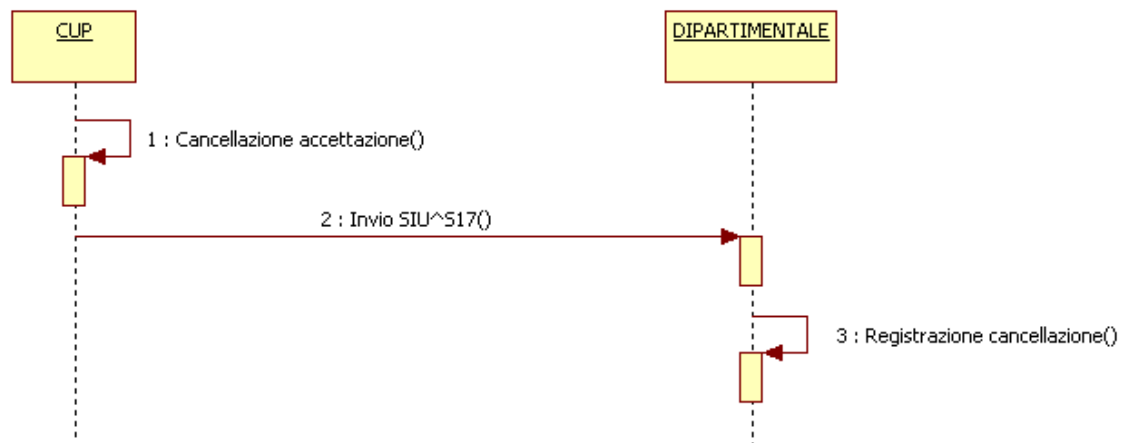 CUP
DIPARTIMENTALE
1 : Cancellazione accettazione()
2 : Invio SIU^S17()
3 : Registrazione cancellazione()